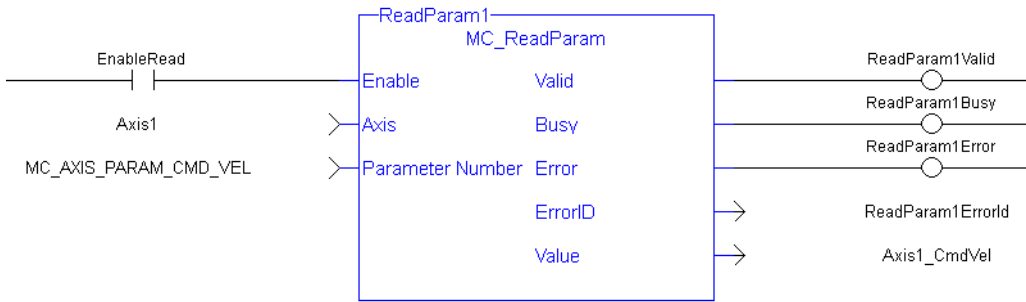 ReadParam1
MC_ReadParam
EnableRead
Enable Valid ReadParam1Valid
Axis1 Axis Busy ReadParam1Busy
MC_AXIS_PARAM_CMD_VEL Parameter Number Error ReadParam1Error
ErrorID ReadParam1ErrorId
Value Axis1_CmdVel